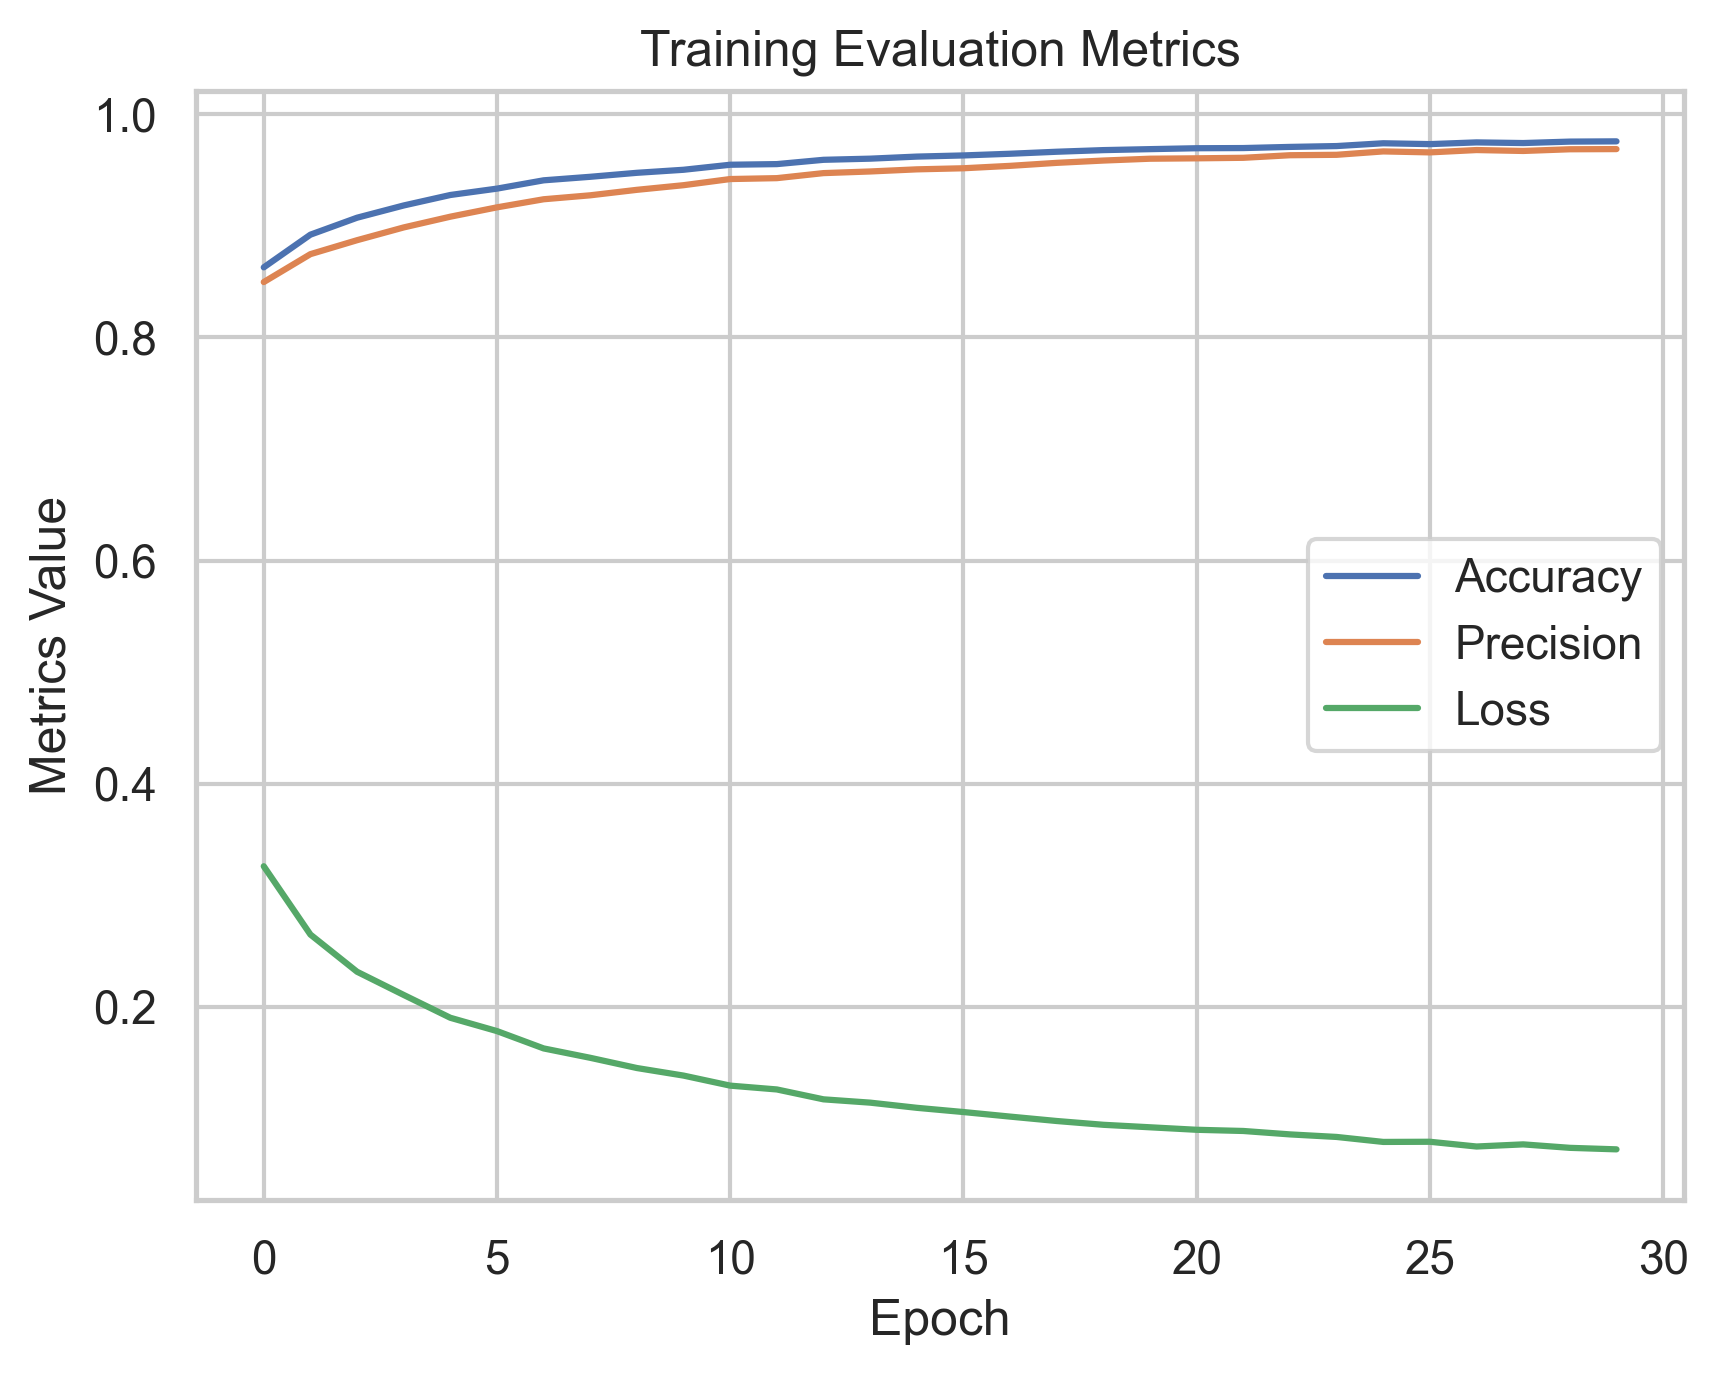 Training Evaluation Metrics
1.0
0.8
0.6
0.4
0.2
Metrics Value
Accuracy
Precision
Loss
0 5 10 15 20 25 30
Epoch